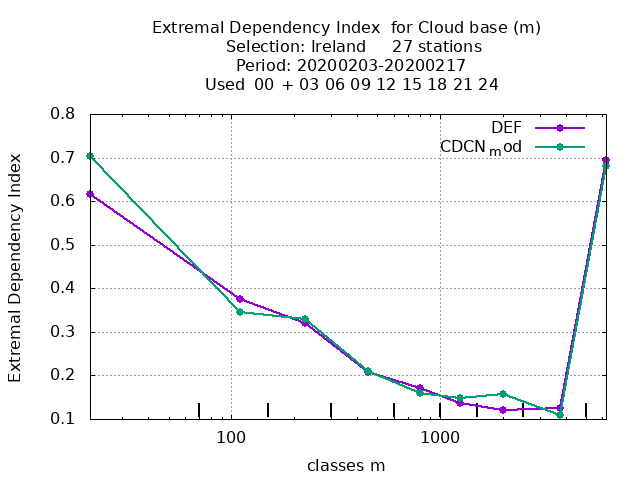 Extremal Dependency Index  for Cloud base (m)
Selection: Ireland     27 stations
Period: 20200203-20200217
Used  00 + 03 06 09 12 15 18 21 24
DEF
CDCNmod
0.8
0.7
0.6
0.5
0.4
0.3
0.2
0.1
Extremal Dependency Index
100
1000
classes m